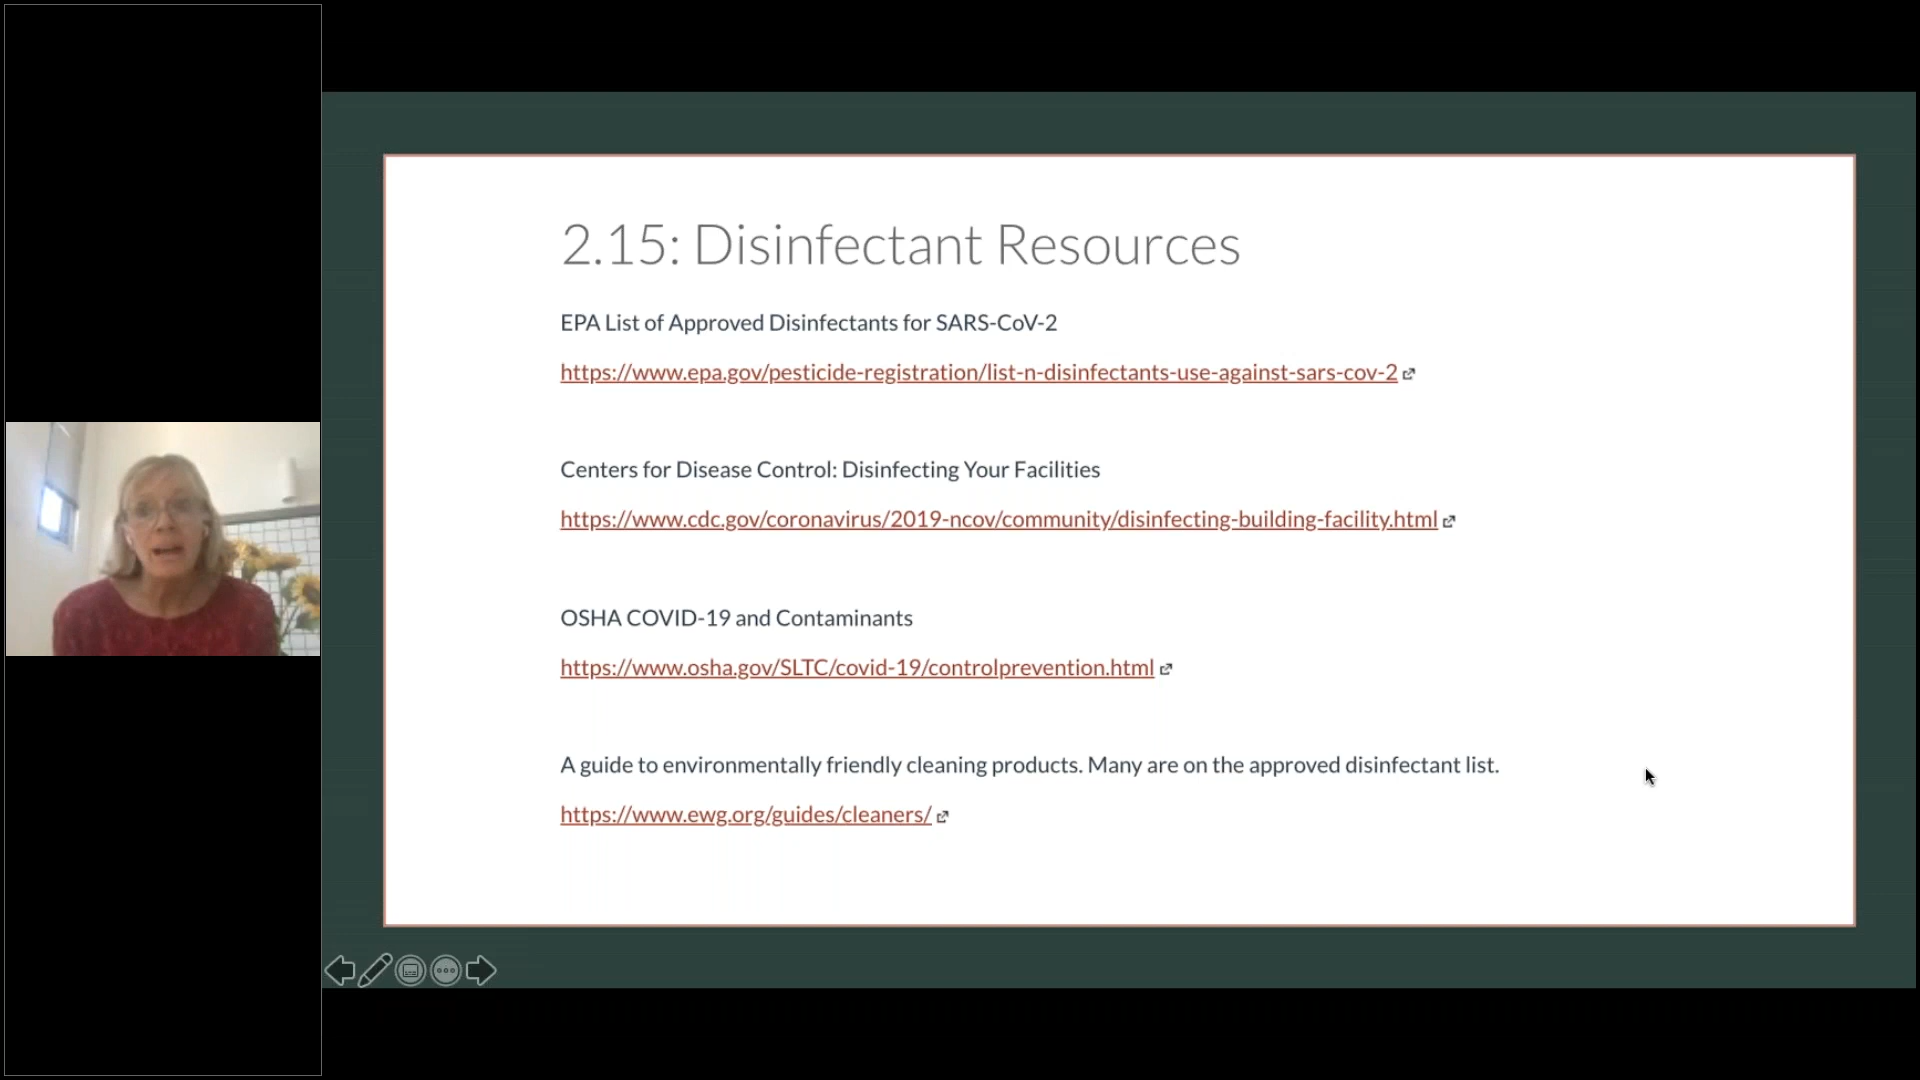 2.15: Disinfectant Resources
EPA List of Approved Disinfectants for SARS-CoV-2
https://www.epa.gov/pesticide-registration/list-n-disinfectants-use-against-sars-cov-2
Centers for Disease Control: Disinfecting Your Facilities
https://www.cdc.gov/coronavirus/2019-ncov/community/disinfecting-building-facility.html
OSHA COVID-19 and Contaminants
https://www.osha.gov/SLTC/covid-19/controlprevention.html
A guide to environmentally friendly cleaning products. Many are on the approved disinfectant list.
https://www.ewg.org/guides/cleaners/